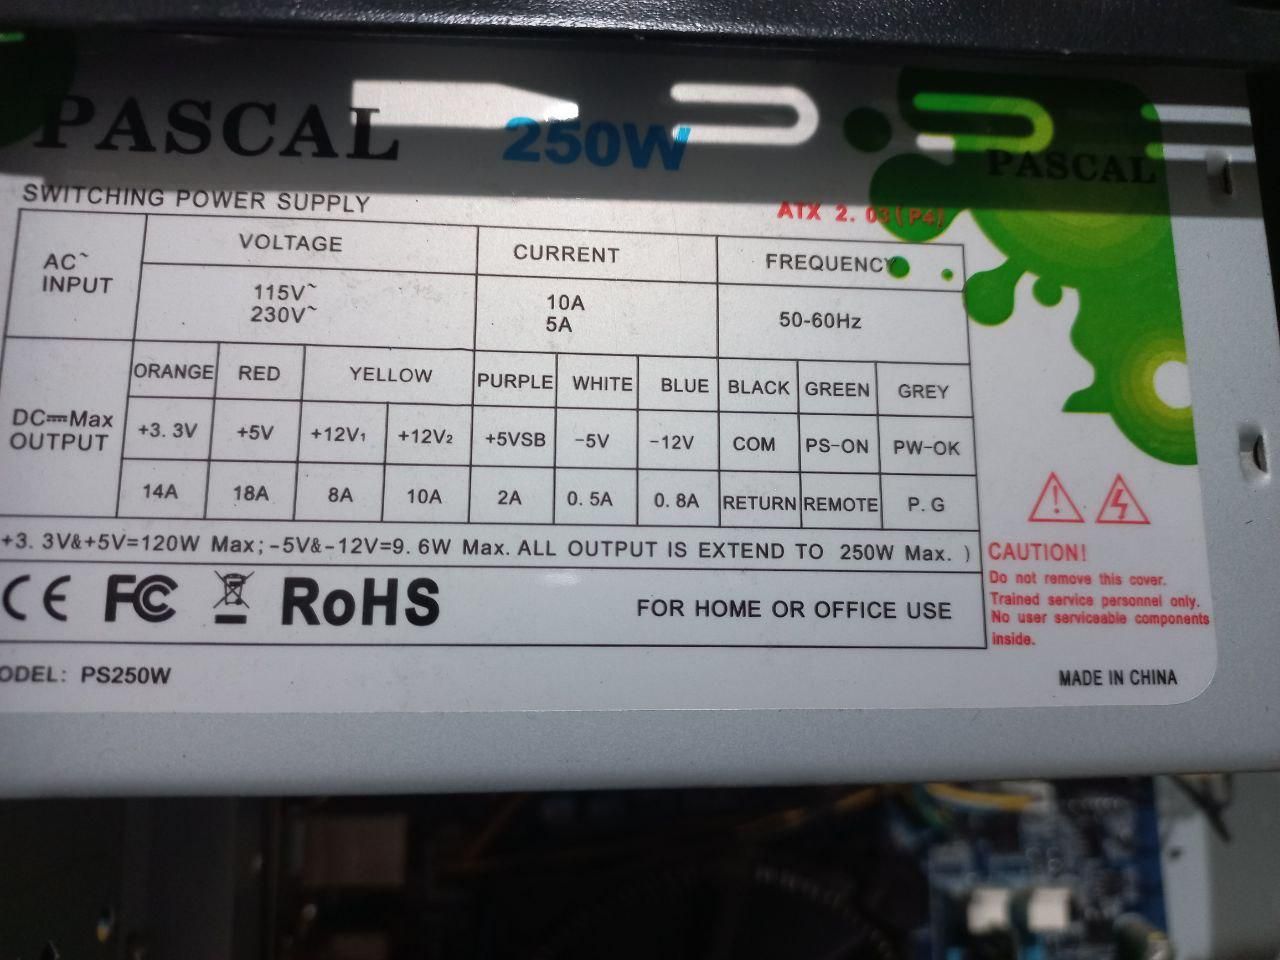 PASCAL 250W PASCAL
SWITCHING POWER SUPPLY
ATX 2. 03(P4)
AC~ INPUT
VOLTAGE CURRENT FREQUENCY
115V~ 10A 50-60Hz
230V~ 5A
DC Max OUTPUT
ORANGE RED YELLOW PURPLE WHITE BLUE BLACK GREEN GREY
+3. 3V +5V +12V1 +12V2 +5VSB -5V -12V COM PS-ON PW-OK
14A 18A 8A 10A 2A 0. 5A 0. 8A RETURN REMOTE P. G
+3. 3V&+5V=120W Max;-5V&-12V=9. 6W Max. ALL OUTPUT IS EXTEND TO 250W Max. )
CE FC RoHS
FOR HOME OR OFFICE USE
CAUTION!
Do not remove this cover.
Trained service personnel only.
No user serviceable components
inside.
ODEL: PS250W
MADE IN CHINA